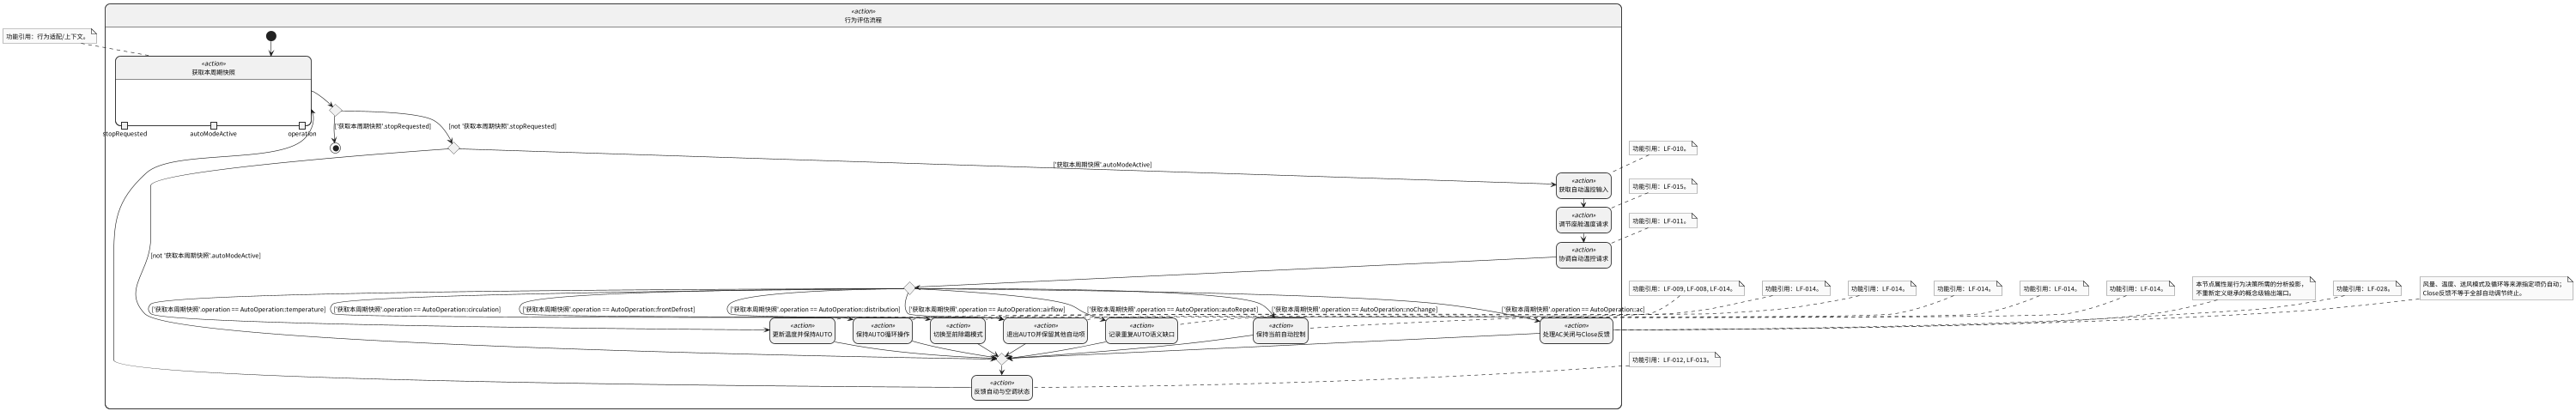 «action»
行为评估流程
功能引用：行为适配/上下文。
«action»
获取本周期快照
stopRequested
autoModeActive
operation
['获取本周期快照'.stopRequested]
[not '获取本周期快照'.stopRequested]
['获取本周期快照'.autoModeActive]
功能引用：LF-010。
«action»
获取自动温控输入
功能引用：LF-015。
«action»
调节座舱温度请求
功能引用：LF-011。
«action»
协调自动温控请求
[not '获取本周期快照'.autoModeActive]
功能引用：LF-009, LF-008, LF-014。
功能引用：LF-014。
功能引用：LF-014。
功能引用：LF-014。
功能引用：LF-014。
功能引用：LF-014。
本节点属性是行为决策所需的分析投影，
不重新定义继承的概念级输出端口。
功能引用：LF-028。
风量、温度、送风模式及循环等未派指定项仍自动；
Close反馈不等于全部自动调节终止。
['获取本周期快照'.operation == AutoOperation::temperature]
['获取本周期快照'.operation == AutoOperation::circulation]
['获取本周期快照'.operation == AutoOperation::frontDefrost]
['获取本周期快照'.operation == AutoOperation::distribution]
['获取本周期快照'.operation == AutoOperation::airflow]
['获取本周期快照'.operation == AutoOperation::autoRepeat]
['获取本周期快照'.operation == AutoOperation::noChange]
['获取本周期快照'.operation == AutoOperation::ac]
«action»
更新温度并保持AUTO
«action»
保持AUTO循环操作
«action»
切换至前除霜模式
«action»
退出AUTO并保留其他自动项
«action»
记录重复AUTO语义缺口
«action»
保持当前自动控制
«action»
处理AC关闭与Close反馈
功能引用：LF-012, LF-013。
«action»
反馈自动与空调状态